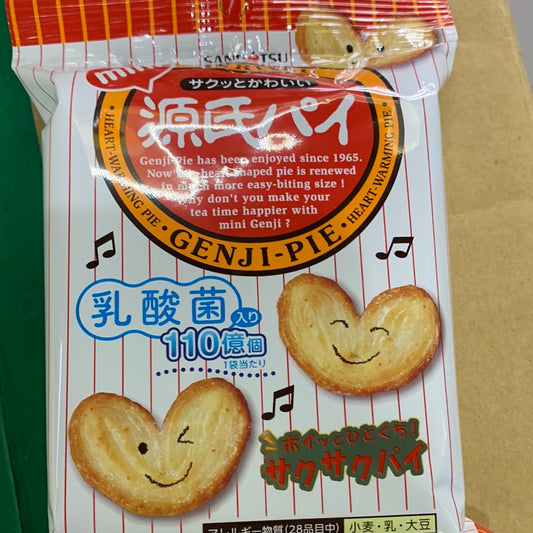 SANRITSU
mini
サクッとかわいい
源氏パイ
Genji-Pie has been enjoyed since 1965.
Now the heart shaped pie is renewed
in much more easy-biting size !
Why don't you make your
tea time happier with
mini Genji ?
HEART-WARMING PIE
GENJI-PIE
HEART-WARMING PIE
乳酸菌入り
110億個
1袋当たり
ポイッとひとくち!
サクサクパイ
アレルギー物質(28品目中) 小麦・乳・大豆